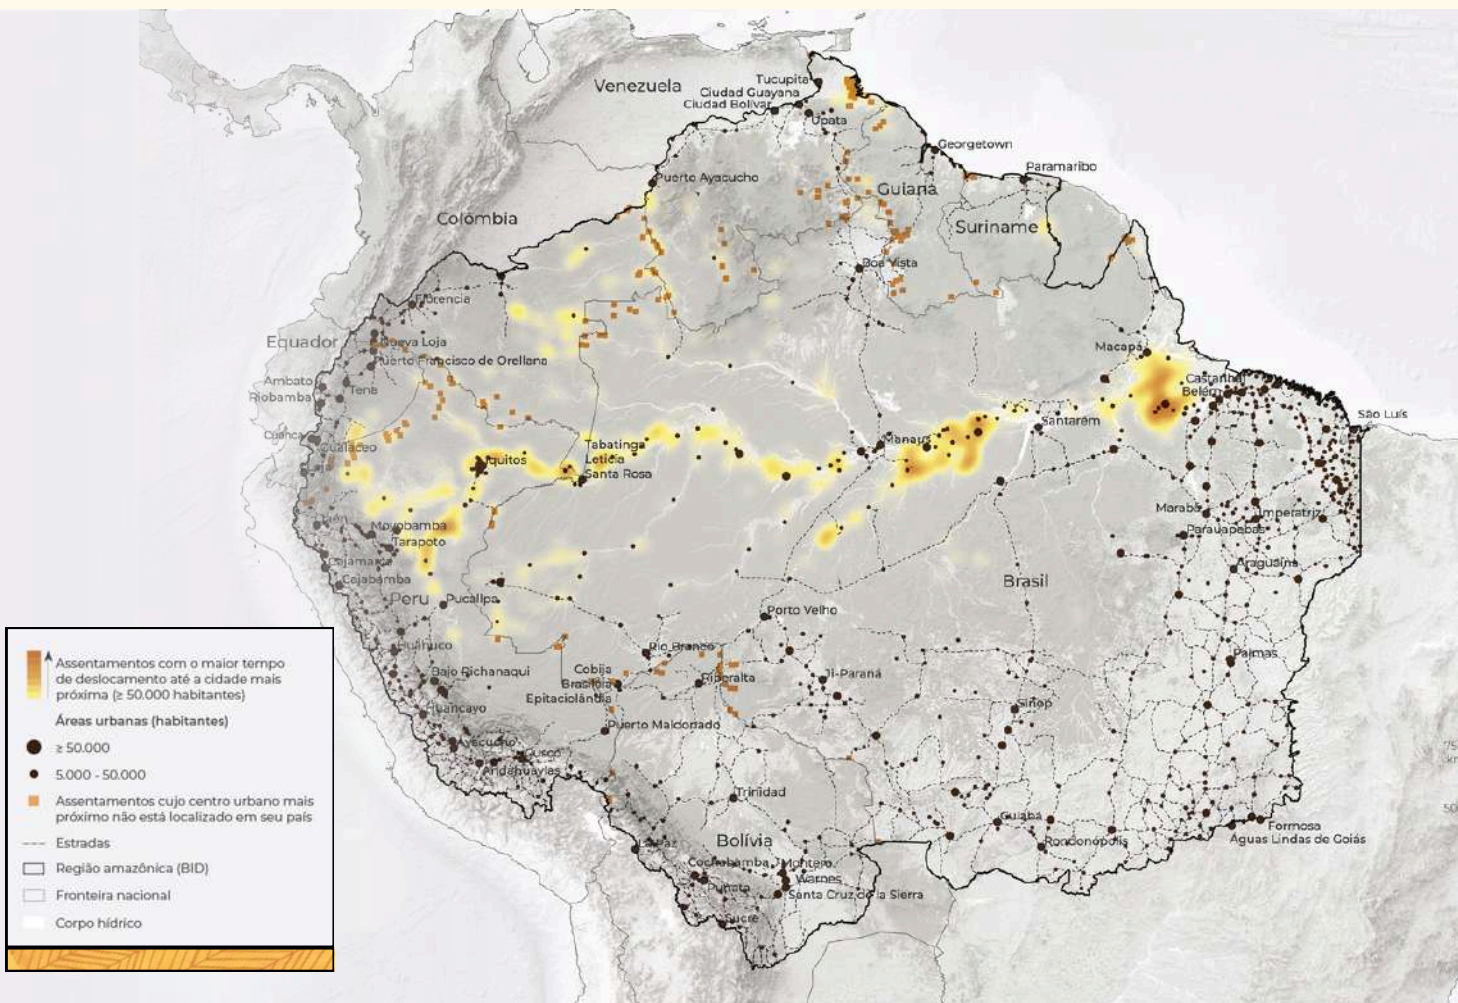 Venezuela
Tucupita
Ciudad Guayana
Ciudad Bolívar
Upata
Georgetown
Paramaribo
Puerto Ayacucho
Guiana
Colômbia
Suriname
Boa Vista
Florencia
Equador
Nueva Loja
Puerto Francisco de Orellana
Macapá
Ambato
Tena
Riobamba
Castanhal
Belém
São Luís
Santarém
Cuenca
Gualaceo
Manaus
Tabatinga
Leticia
Santa Rosa
Iquitos
Marabá
Imperatriz
Parauapebas
Moyobamba
Tarapoto
Jaén
Cajamarca
Cajabamba
Araguaína
Brasil
Peru
Pucallpa
Porto Velho
Huánuco
Rio Branco
Palmas
Bajo Pichanaqui
Cobija
Brasiléia
Epitaciolândia
Riberalta
Ji-Paraná
Huancayo
Sinop
Puerto Maldonado
Ayacucho
Cusco
Andahuaylas
Trinidad
Cuiabá
Formosa
Águas Lindas de Goiás
Rondonópolis
Bolívia
La Paz
Cochabamba
Montero
Warnes
Punata
Santa Cruz de la Sierra
Sucre
Assentamentos com o maior tempo
de deslocamento até a cidade mais
próxima (≥ 50.000 habitantes)
Áreas urbanas (habitantes)
≥ 50.000
5.000 - 50.000
Assentamentos cujo centro urbano mais
próximo não está localizado em seu país
Estradas
Região amazônica (BID)
Fronteira nacional
Corpo hídrico